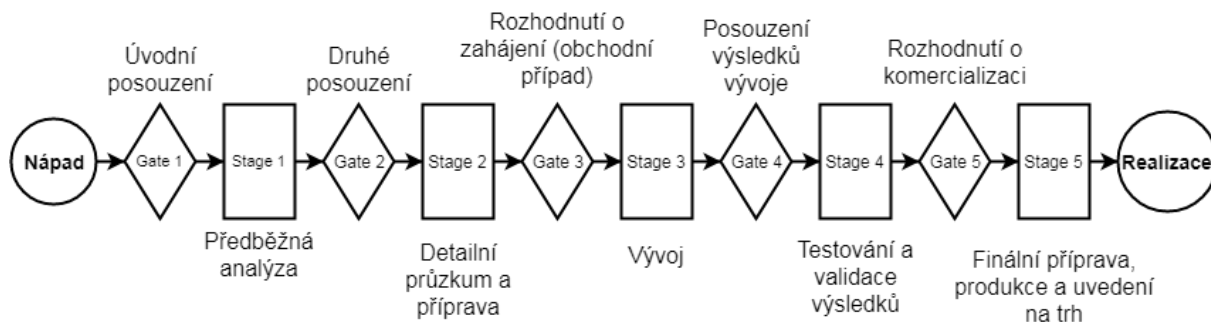 Úvodní
posouzení
Druhé
posouzení
Rozhodnutí o
zahájení (obchodní
případ)
Posouzení
výsledků
vývoje
Rozhodnutí o
komercializaci
Nápad
Gate 1
Stage 1
Gate 2
Stage 2
Gate 3
Stage 3
Gate 4
Stage 4
Gate 5
Stage 5
Realizace
Předběžná
analýza
Detailní
průzkum a
příprava
Vývoj
Testování a
validace
výsledků
Finální příprava,
produkce a uvedení
na trh